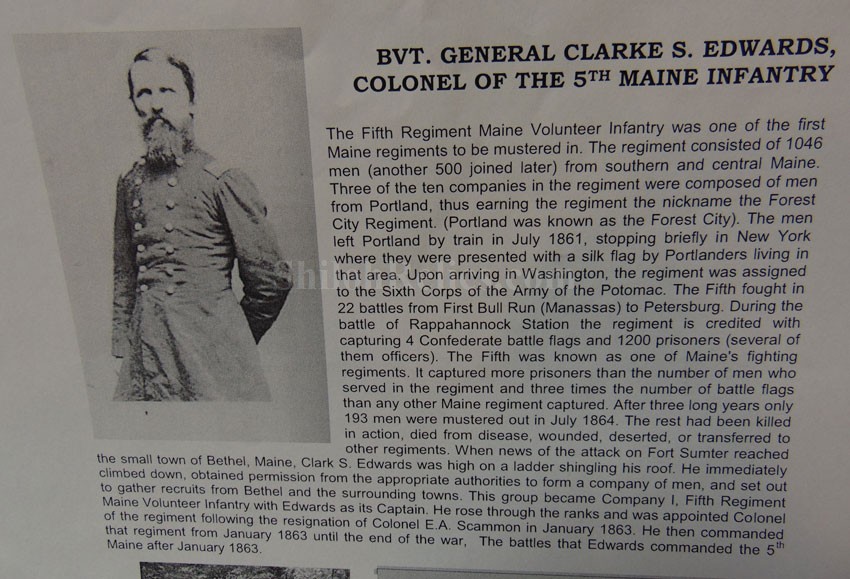 BVT. GENERAL CLARKE S. EDWARDS,
COLONEL OF THE 5TH MAINE INFANTRY
The Fifth Regiment Maine Volunteer Infantry was one of the first
Maine regiments to be mustered in. The regiment consisted of 1046
men (another 500 joined later) from southern and central Maine.
Three of the ten companies in the regiment were composed of men
from Portland, thus earning the regiment the nickname the Forest
City Regiment. (Portland was known as the Forest City). The men
left Portland by train in July 1861, stopping briefly in New York
where they were presented with a silk flag by Portlanders living in
that area. Upon arriving in Washington, the regiment was assigned
to the Sixth Corps of the Army of the Potomac. The Fifth fought in
22 battles from First Bull Run (Manassas) to Petersburg. During the
battle of Rappahannock Station the regiment is credited with
capturing 4 Confederate battle flags and 1200 prisoners (several of
them officers). The Fifth was known as one of Maine's fighting
regiments. It captured more prisoners than the number of men who
served in the regiment and three times the number of battle flags
than any other Maine regiment captured. After three long years only
193 men were mustered out in July 1864. The rest had been killed
in action, died from disease, wounded, deserted, or transferred to
other regiments. When news of the attack on Fort Sumter reached
the small town of Bethel, Maine, Clark S. Edwards was high on a ladder shingling his roof. He immediately
climbed down, obtained permission from the appropriate authorities to form a company of men, and set out
to gather recruits from Bethel and the surrounding towns. This group became Company I, Fifth Regiment
Maine Volunteer Infantry with Edwards as its Captain. He rose through the ranks and was appointed Colonel
of the regiment following the resignation of Colonel E.A. Scammon in January 1863. He then commanded
that regiment from January 1863 until the end of the war, The battles that Edwards commanded the 5th
Maine after January 1863.